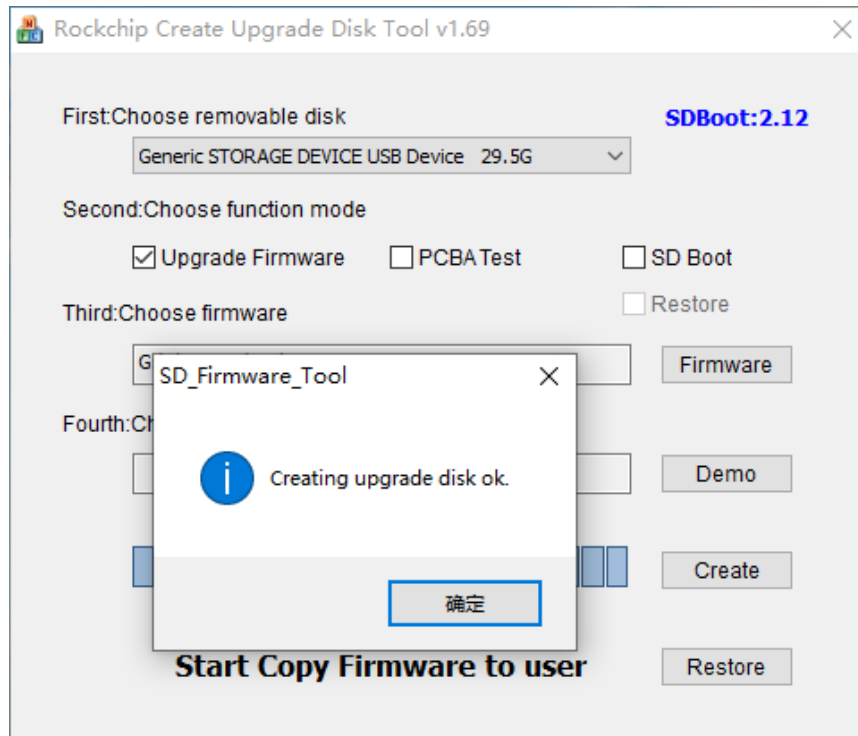 Rockchip Create Upgrade Disk Tool v1.69
First:Choose removable disk
SDBoot:2.12
Generic STORAGE DEVICE USB Device 29.5G
Second:Choose function mode
Upgrade Firmware
PCBA Test
SD Boot
Third:Choose firmware
Restore
Firmware
SD_Firmware_Tool
Fourth:Ch
Creating upgrade disk ok.
Demo
Create
确定
Start Copy Firmware to user
Restore